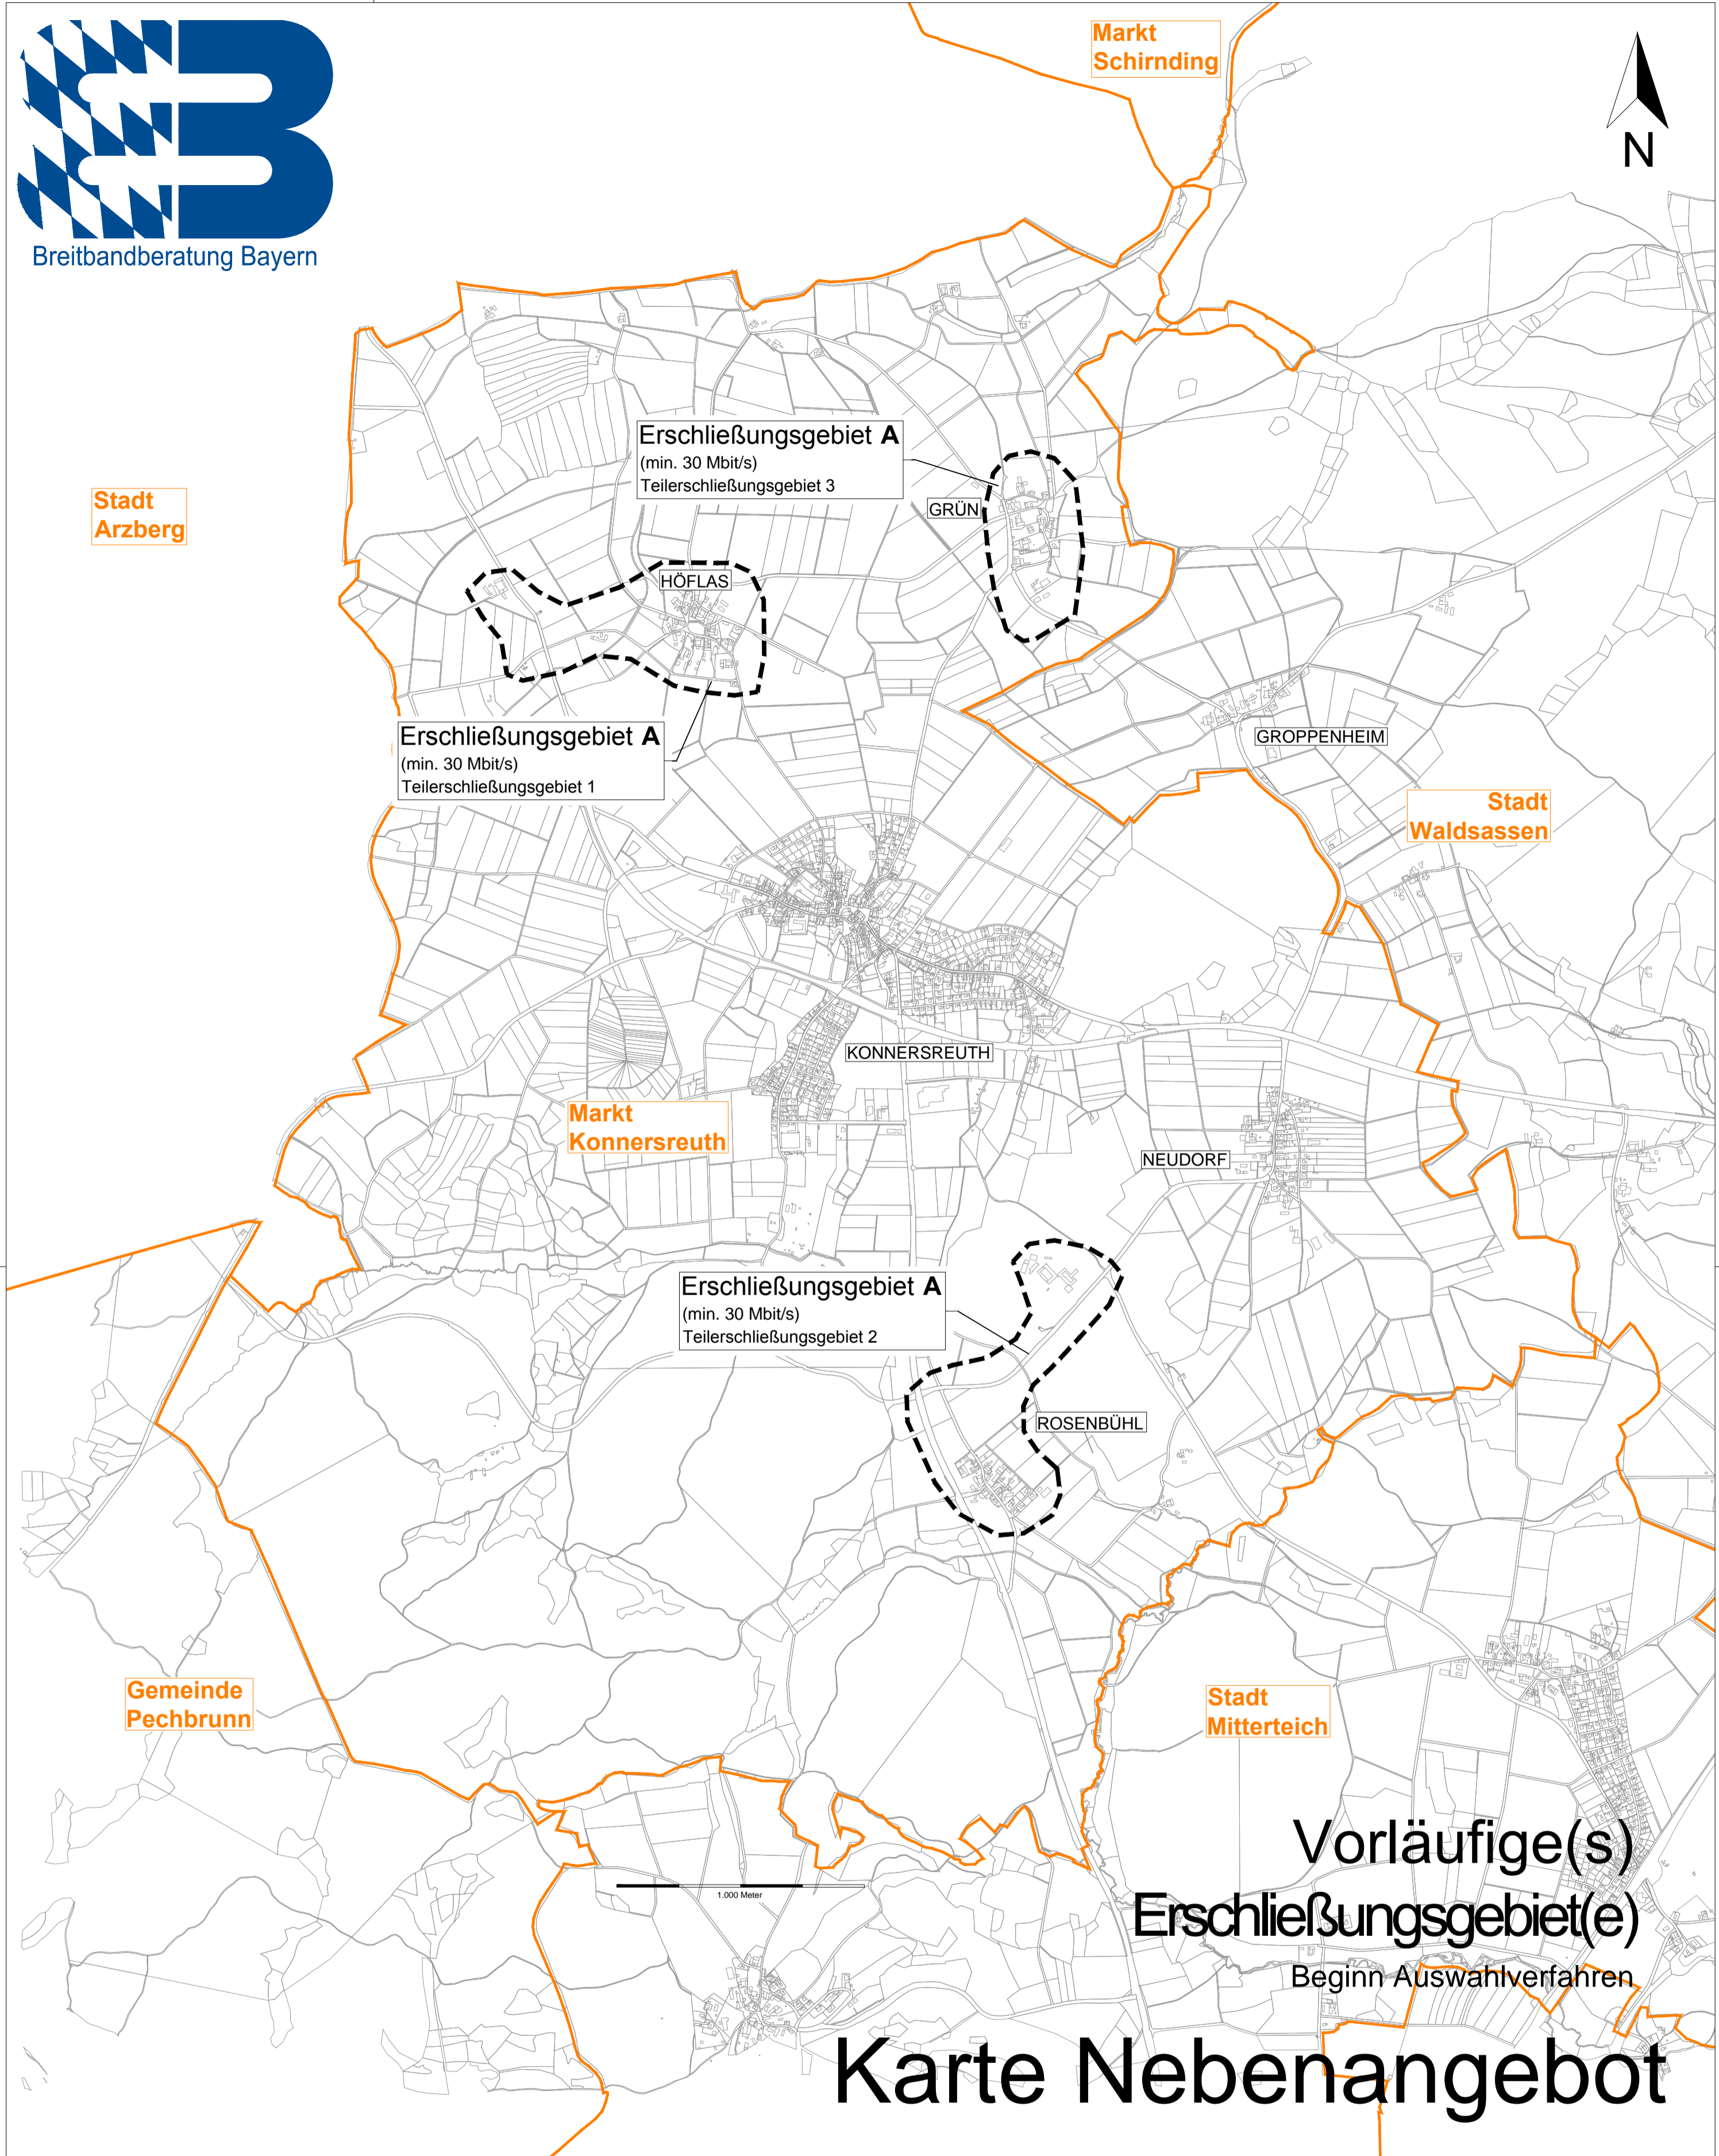 Breitbandberatung Bayern
Markt
Schirnding
N
Stadt
Arzberg
Erschließungsgebiet A
(min. 30 Mbit/s)
Teilerschließungsgebiet 3
GRÜN
HÖFLAS
Erschließungsgebiet A
(min. 30 Mbit/s)
Teilerschließungsgebiet 1
GROPPENHEIM
Stadt
Waldsassen
KONNERSREUTH
Markt
Konnersreuth
NEUDORF
Erschließungsgebiet A
(min. 30 Mbit/s)
Teilerschließungsgebiet 2
ROSENBÜHL
Gemeinde
Pechbrunn
Stadt
Mitterteich
1.000 Meter
Vorläufige(s)
Erschließungsgebiet(e)
Beginn Auswahlverfahren
Karte Nebenangebot